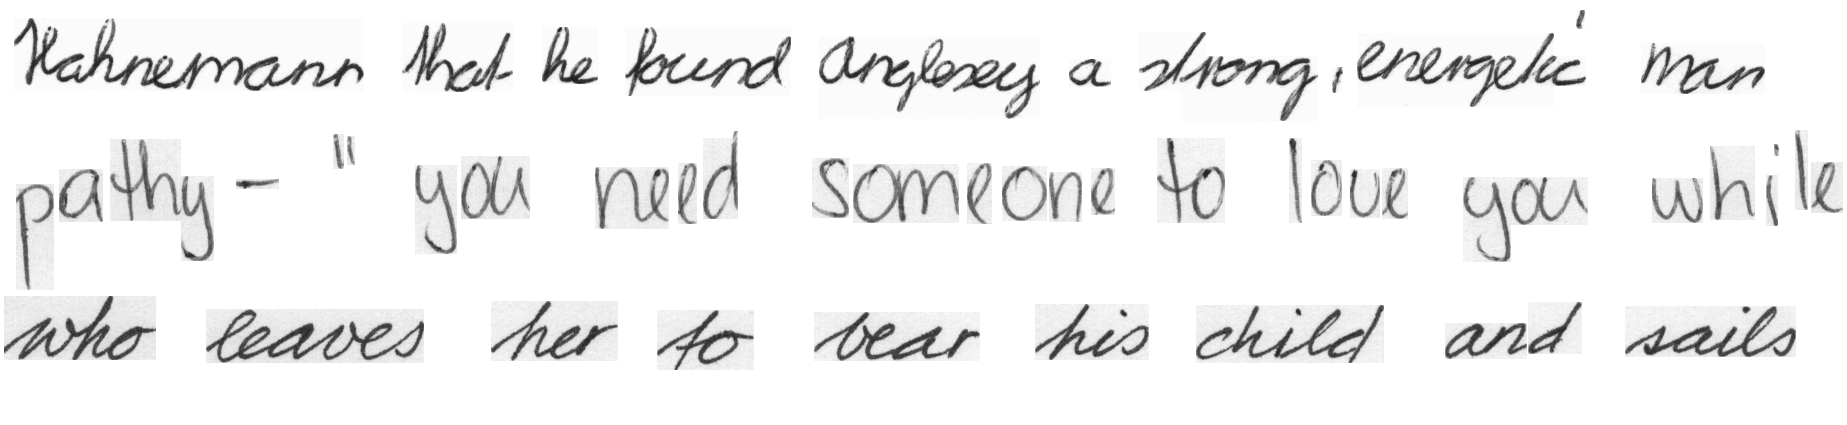 Hahnemann that he found Anglesey a strong, energetic man
pathy - " you need someone to love you while
who leaves her to bear his child and sails